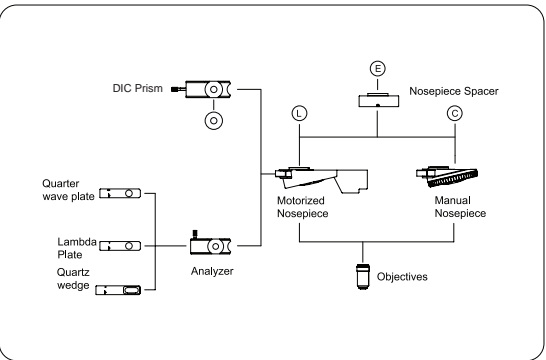 E
DIC Prism
Nosepiece Spacer
L
C
Quarter
wave plate
Motorized
Nosepiece
Manual
Nosepiece
Lambda
Plate
Analyzer
Quartz
wedge
Objectives